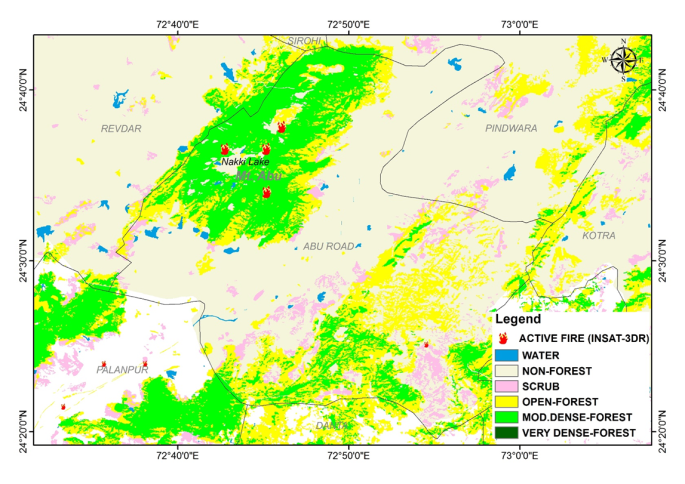 72°40'0"E 72°50'0"E 73°0'0"E
SIROHI
N
W E
S
24°40'0"N 24°40'0"N
REVDAR PINDWARA
Nakki Lake
Mt. Abu
KOTRA
ABU ROAD
24°30'0"N 24°30'0"N
Legend
ACTIVE FIRE (INSAT-3DR)
WATER
NON-FOREST
SCRUB
OPEN-FOREST
MOD.DENSE-FOREST
VERY DENSE-FOREST
PALANPUR
DANTA
24°20'0"N 24°20'0"N
72°40'0"E 72°50'0"E 73°0'0"E